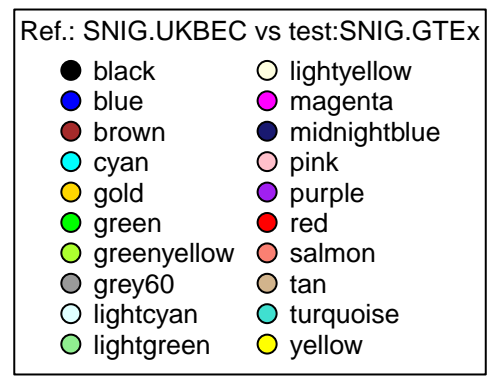 Ref.: SNIG.UKBEC vs test:SNIG.GTEx
black
blue
brown
cyan
gold
green
greenyellow
grey60
lightcyan
lightgreen
lightyellow
magenta
midnightblue
pink
purple
red
salmon
tan
turquoise
yellow